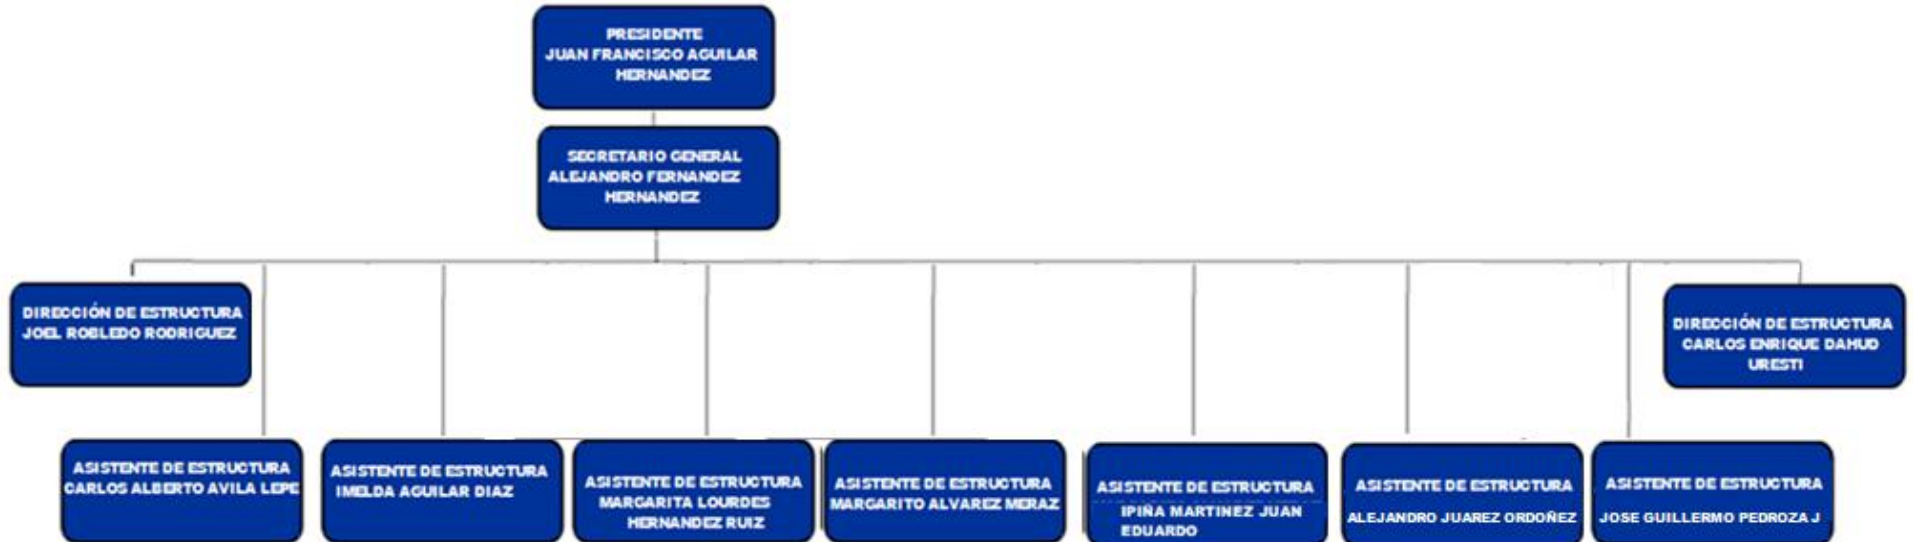 PRESIDENTE
JUAN FRANCISCO AGUILAR
HERNANDEZ
SECRETARIO GENERAL
ALEJANDRO FERNANDEZ
HERNANDEZ
DIRECCIÓN DE ESTRUCTURA
JOEL ROBLEDO RODRIGUEZ
DIRECCIÓN DE ESTRUCTURA
CARLOS ENRIQUE DAHUD
URESTI
ASISTENTE DE ESTRUCTURA
CARLOS ALBERTO AVILA LEPE
ASISTENTE DE ESTRUCTURA
IMELDA AGUILAR DIAZ
ASISTENTE DE ESTRUCTURA
MARGARITA LOURDES
HERNANDEZ RUIZ
ASISTENTE DE ESTRUCTURA
MARGARITO ALVAREZ MERAZ
ASISTENTE DE ESTRUCTURA
IPIÑA MARTINEZ JUAN
EDUARDO
ASISTENTE DE ESTRUCTURA
ALEJANDRO JUAREZ ORDOÑEZ
ASISTENTE DE ESTRUCTURA
JOSE GUILLERMO PEDROZA J